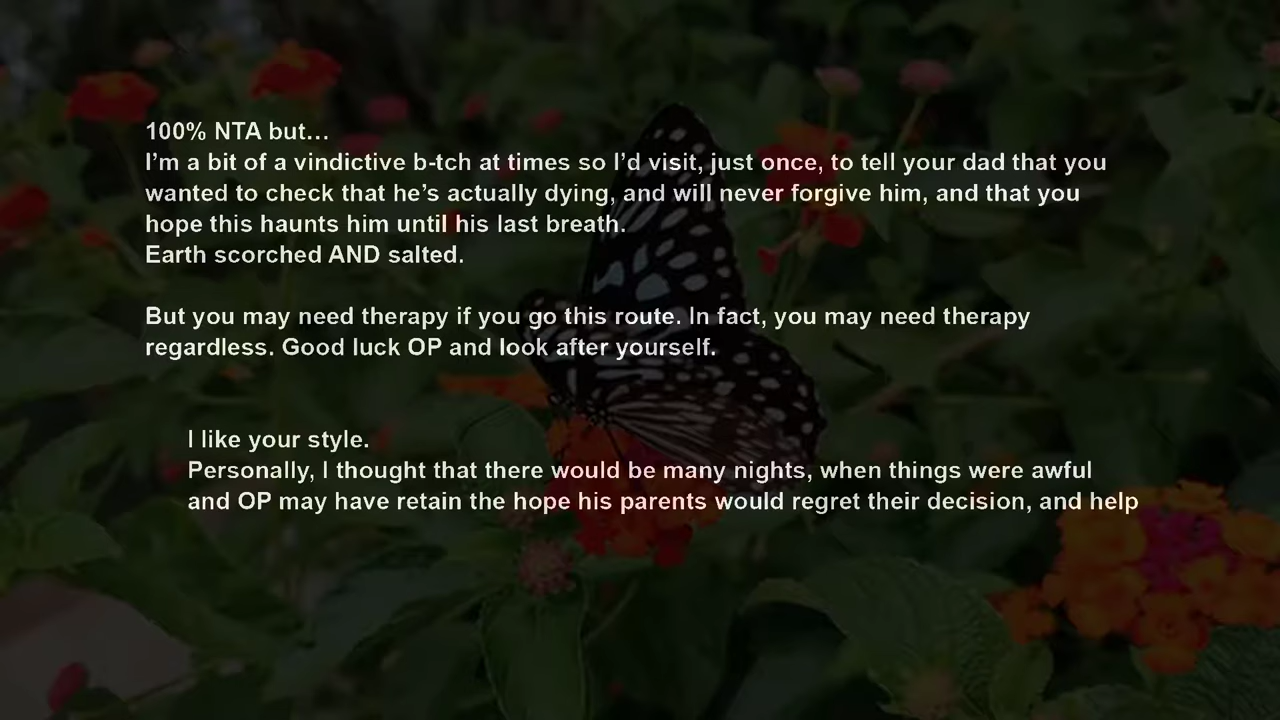 100% NTA but…
I’m a bit of a vindictive b-tch at times so I’d visit, just once, to tell your dad that you
wanted to check that he’s actually dying, and will never forgive him, and that you
hope this haunts him until his last breath.
Earth scorched AND salted.
But you may need therapy if you go this route. In fact, you may need therapy
regardless. Good luck OP and look after yourself.
I like your style.
Personally, I thought that there would be many nights, when things were awful
and OP may have retain the hope his parents would regret their decision, and help